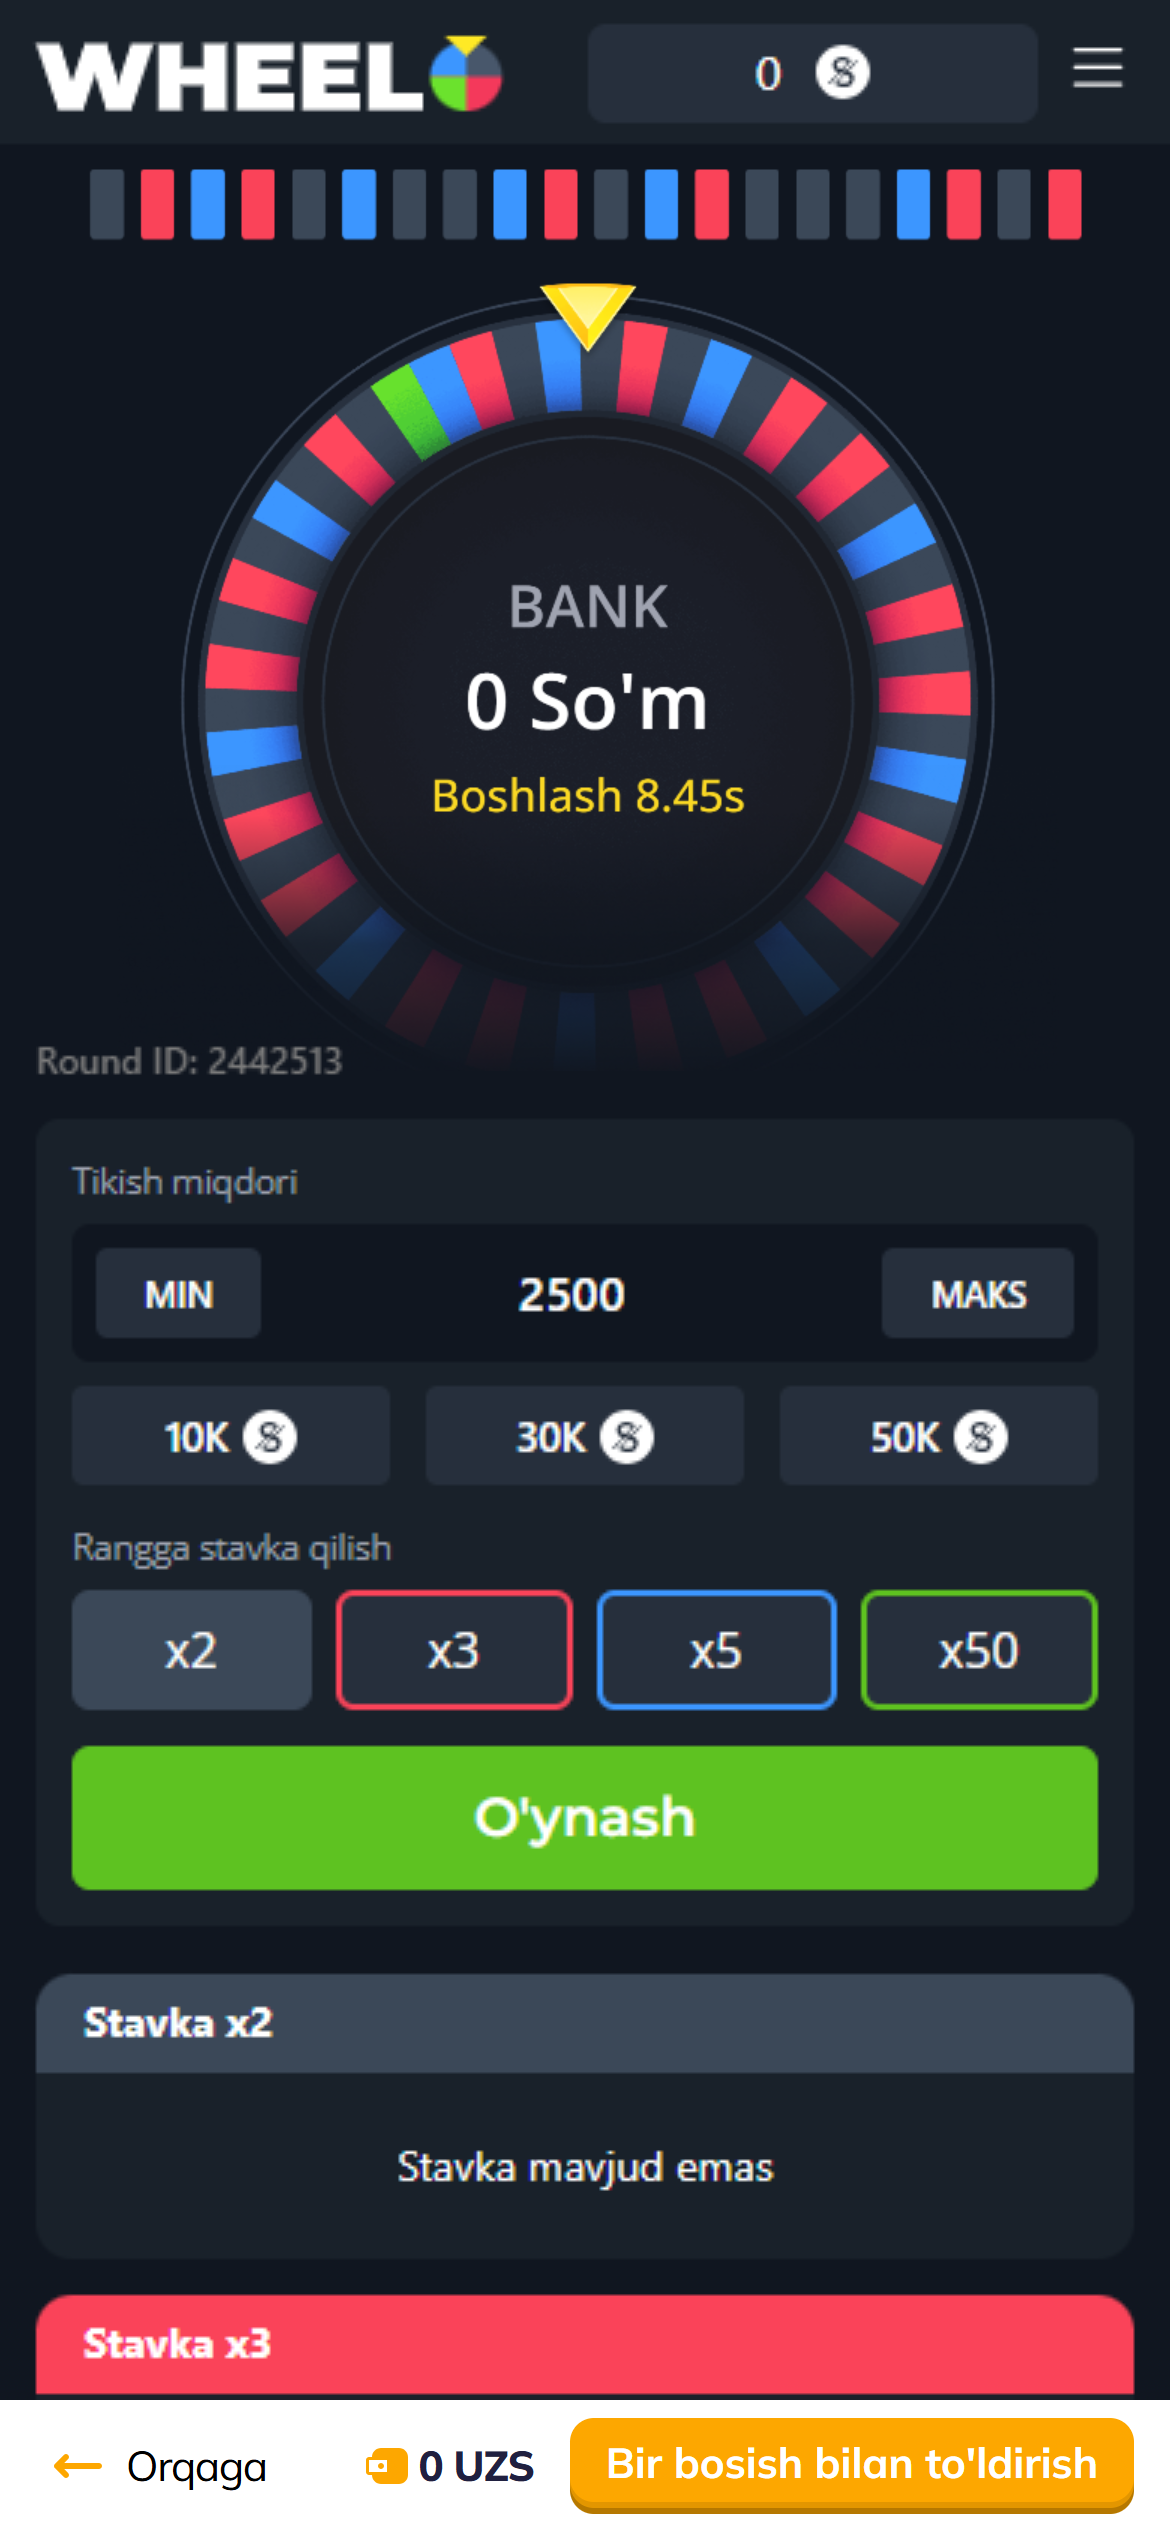 WHEEL
0
BANK
0 So'm
Boshlash 8.45s
Round ID: 2442513
Tikish miqdori
MIN 2500 MAKS
10K 30K 50K
Rangga stavka qilish
x2 x3 x5 x50
O'ynash
Stavka x2
Stavka mavjud emas
Stavka x3
Orqaga 0 UZS Bir bosish bilan to'ldirish